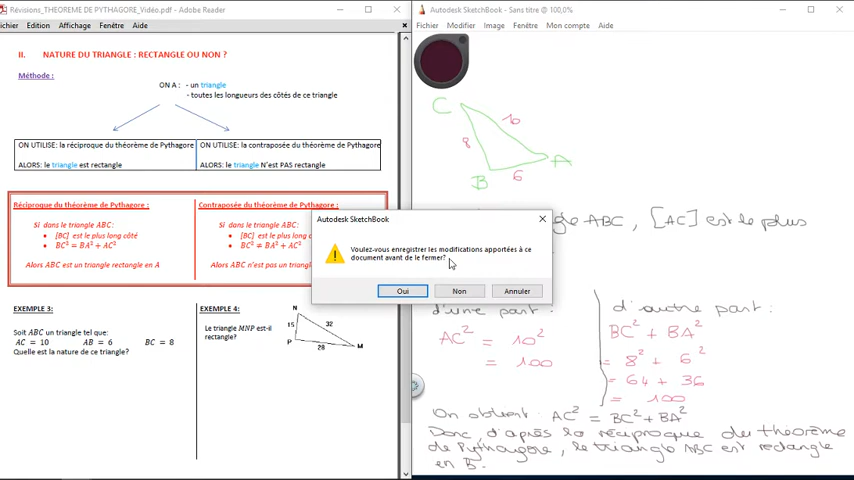 Révisions_THEOREME DE PYTHAGORE_Vidéo.pdf - Adobe Reader
ichier Edition Affichage Fenêtre Aide
II. NATURE DU TRIANGLE : RECTANGLE OU NON ?
Méthode :
ON A : - un triangle
- toutes les longueurs des côtés de ce triangle
ON UTILISE: la réciproque du théorème de Pythagore
ALORS: le triangle est rectangle
ON UTILISE: la contraposée du théorème de Pythagore
ALORS: le triangle N'est PAS rectangle
Réciproque du théorème de Pythagore :
Si dans le triangle ABC:
• [BC] est le plus long côté
• BC² = BA² + AC²
Alors ABC est un triangle rectangle en A
Contraposée du théorème de Pythagore :
Si dans le triangle ABC:
• [BC] est le plus long
• BC² ≠ BA² + AC²
Alors ABC n'est pas un triang
EXEMPLE 3:
Soit ABC un triangle tel que:
AC = 10 AB = 6 BC = 8
Quelle est la nature de ce triangle?
EXEMPLE 4:
Le triangle MNP est-il
rectangle?
N
15
32
P
28
M
Autodesk SketchBook - Sans titre @ 100,0%
Fichier Modifier Image Fenêtre Mon compte Aide
C
10
8
A
B
6
gle ABC, [AC] est le plus
Autodesk SketchBook
Voulez-vous enregistrer les modifications apportées à ce
document avant de le fermer?
Oui Non Annuler
d'une part:
AC² = 10²
= 100
d'autre part:
BC² + BA²
= 8² + 6²
= 64 + 36
= 100
On obtient: AC² = BC² + BA²
Donc, d'après la réciproque du théorème
de Pythagore, le triangle ABC est rectangle
en B.